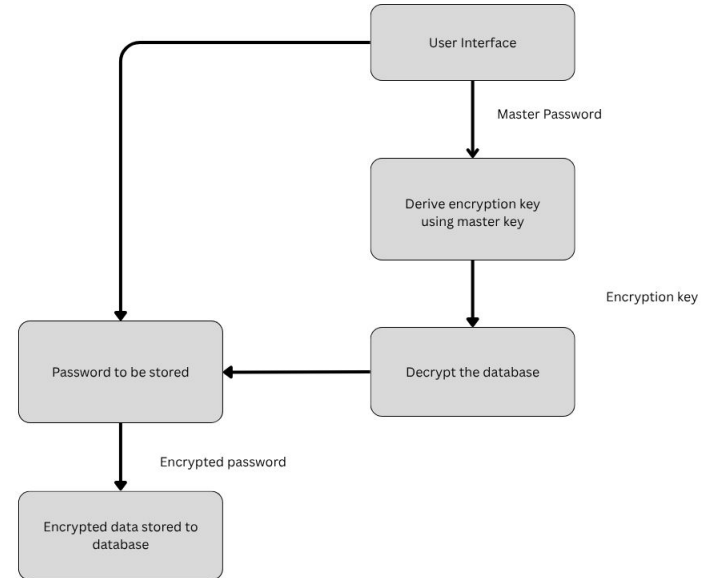 User Interface
Master Password
Derive encryption key
using master key
Encryption key
Password to be stored
Decrypt the database
Encrypted password
Encrypted data stored to
database